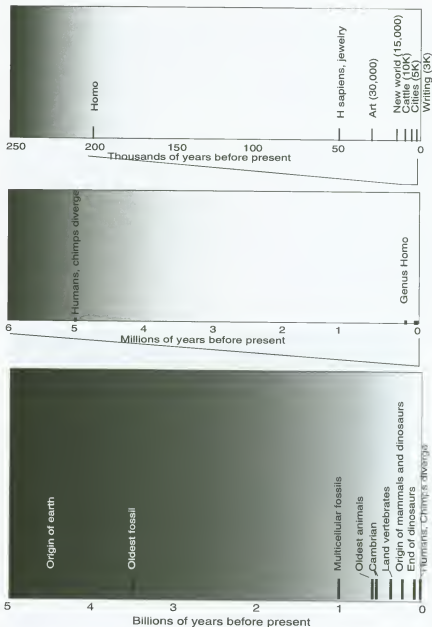 Homo
H sapiens, jewelry
Art (30,000)
New world (15,000)
Cattle (10K)
Cities (5K)
Writing (3K)
250
200
150
100
50
0
Thousands of years before present
Humans, chimps diverge
Genus Homo
6
5
4
3
2
1
0
Millions of years before present
Origin of earth
Oldest fossil
Multicellular fossils
Oldest animals
Cambrian
Land vertebrates
Origin of mammals and dinosaurs
End of dinosaurs
Humans, Chimps diverge
5
4
3
2
1
0
Billions of years before present